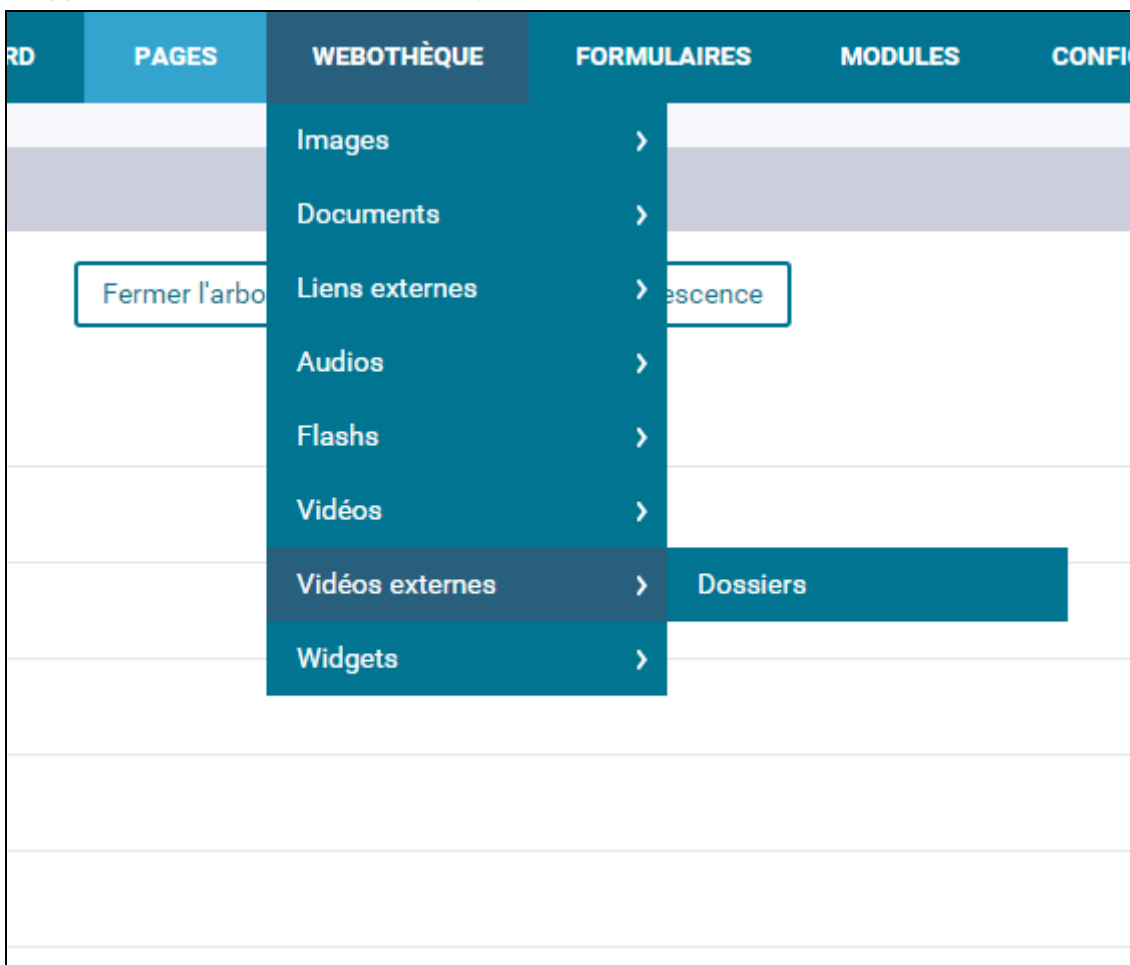 RD PAGES WEBOTHÈQUE FORMULAIRES MODULES CONFI
Images
Documents
Fermer l'arbo Liens externes escence
Audios
Flashs
Vidéos
Vidéos externes Dossiers
Widgets